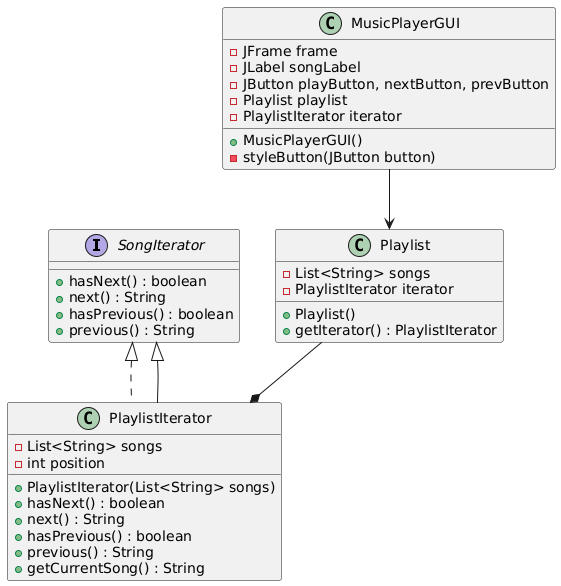 C MusicPlayerGUI
JFrame frame
JLabel songLabel
JButton playButton, nextButton, prevButton
Playlist playlist
PlaylistIterator iterator
MusicPlayerGUI()
styleButton(JButton button)
I SongIterator
hasNext() : boolean
next() : String
hasPrevious() : boolean
previous() : String
C Playlist
List<String> songs
PlaylistIterator iterator
Playlist()
getIterator() : PlaylistIterator
C PlaylistIterator
List<String> songs
int position
PlaylistIterator(List<String> songs)
hasNext() : boolean
next() : String
hasPrevious() : boolean
previous() : String
getCurrentSong() : String